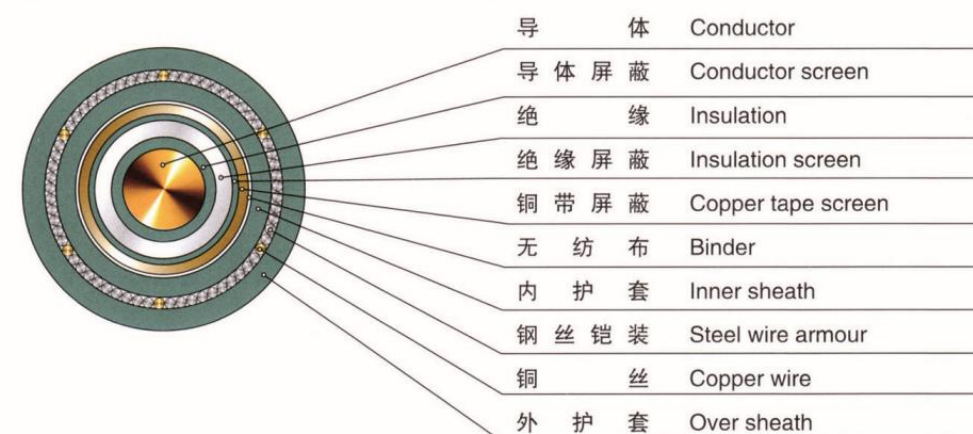 导体 Conductor
导体屏蔽 Conductor screen
绝缘 Insulation
绝缘屏蔽 Insulation screen
铜带屏蔽 Copper tape screen
无纺布 Binder
内护套 Inner sheath
钢丝铠装 Steel wire armour
铜丝 Copper wire
外护套 Over sheath